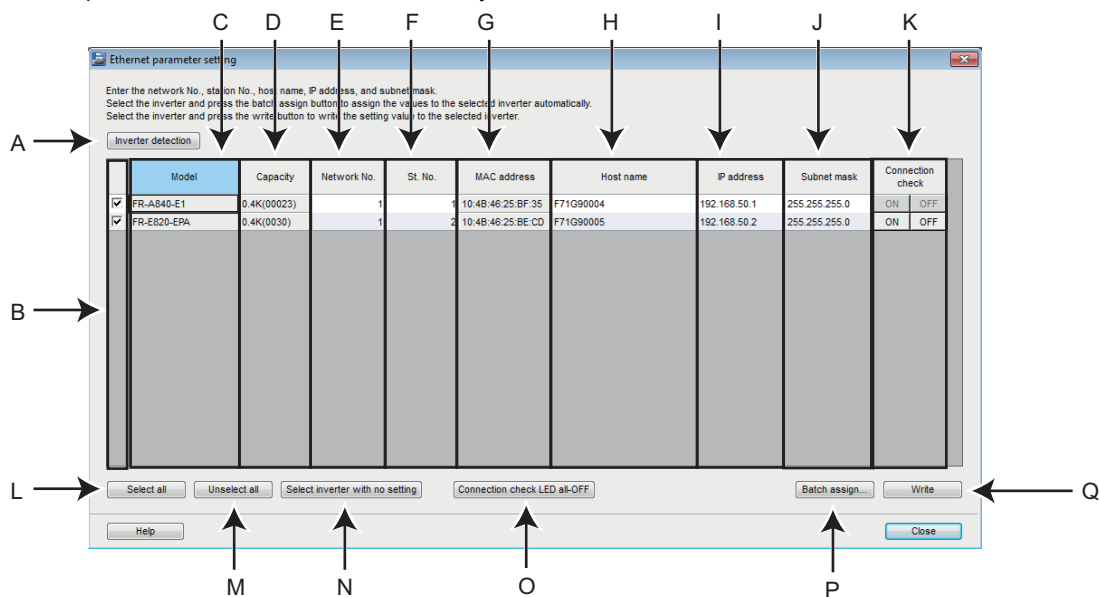 C D E F G H I J K
Ethernet parameter setting
Enter the network No., station No., host name, IP address, and subnet mask.
Select the inverter and press the batch assign button to assign the values to the selected inverter automatically.
Select the inverter and press the write button to write the setting value to the selected inverter.
A Inverter detection
Model Capacity Network No. St. No. MAC address Host name IP address Subnet mask Connection check
FR-A840-E1 0.4K(00023) 1 1 10:4B:46:25:BF:35 F71G90004 192.168.50.1 255.255.255.0 ON OFF
FR-E820-EPA 0.4K(0030) 1 2 10:4B:46:25:BE:CD F71G90005 192.168.50.2 255.255.255.0 ON OFF
B
L Select all Unselect all Select inverter with no setting Connection check LED all-OFF Batch assign... Write Q
Help Close
M N O P